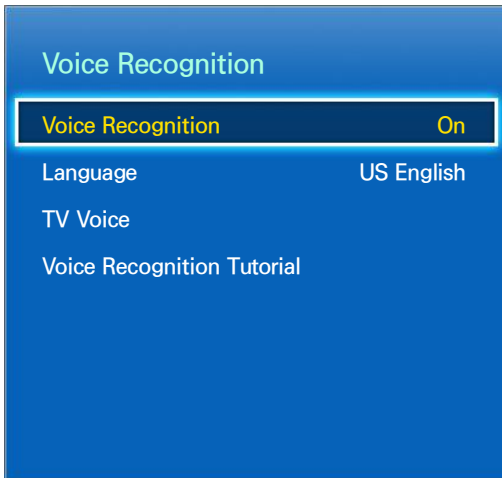 Voice Recognition
Voice Recognition On
Language US English
TV Voice
Voice Recognition Tutorial